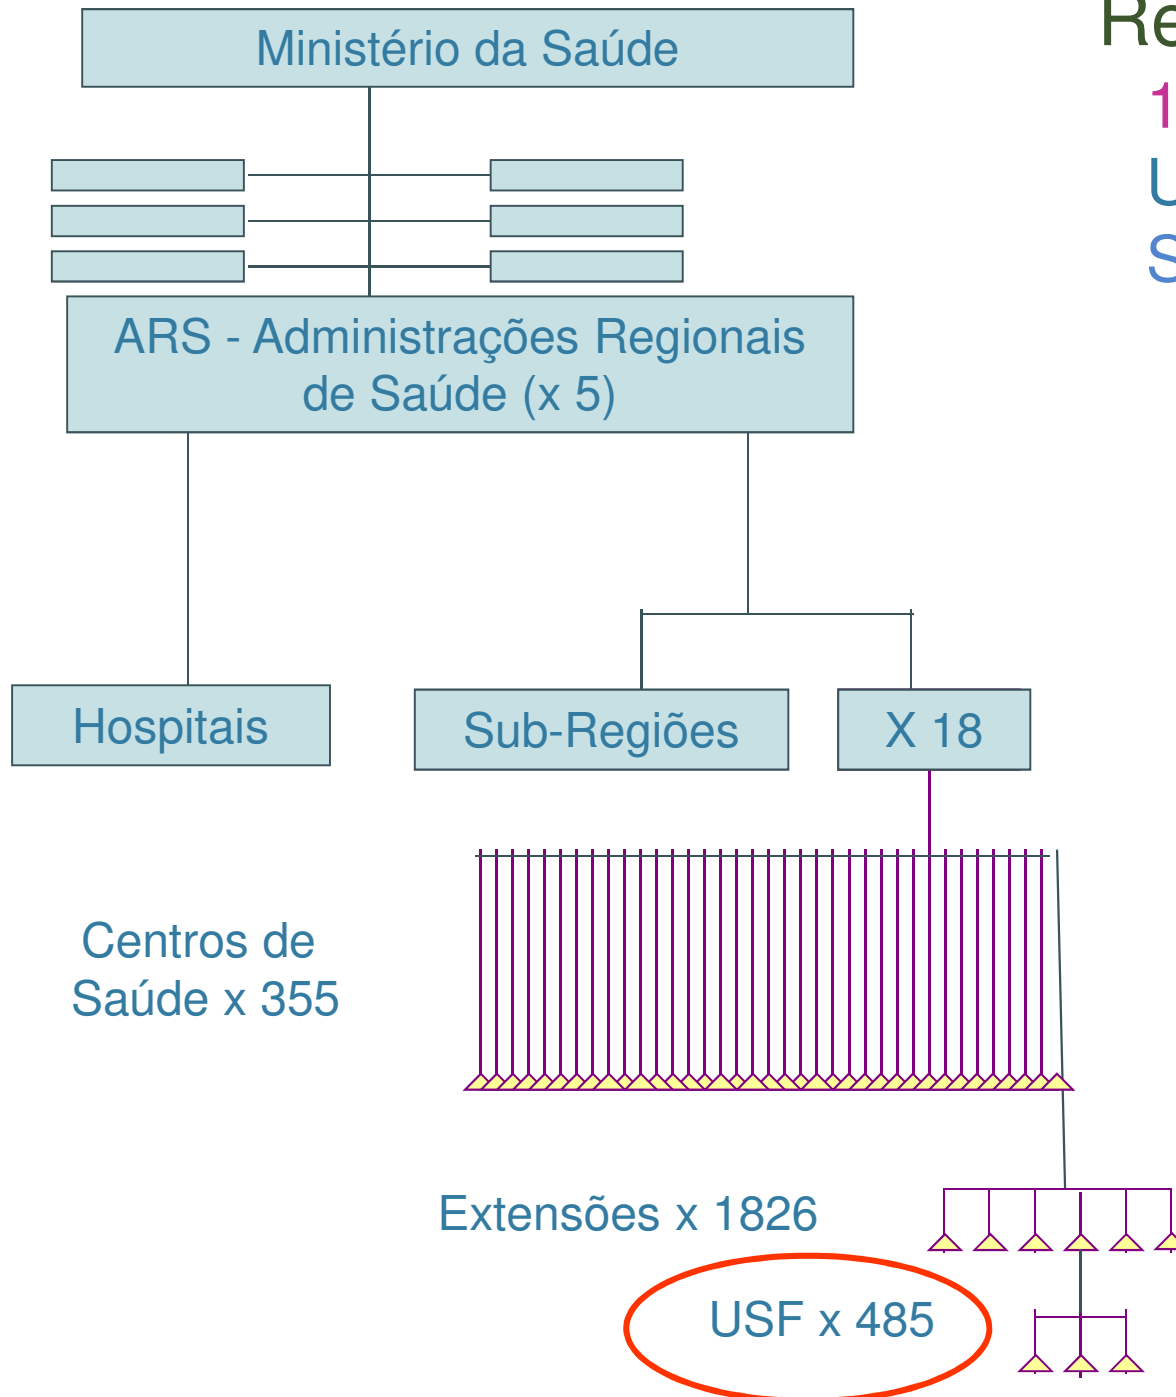 Ministério da Saúde
ARS - Administrações Regionais
de Saúde (x 5)
Hospitais
Sub-Regiões
X 18
Centros de
Saúde x 355
Extensões x 1826
USF x 485